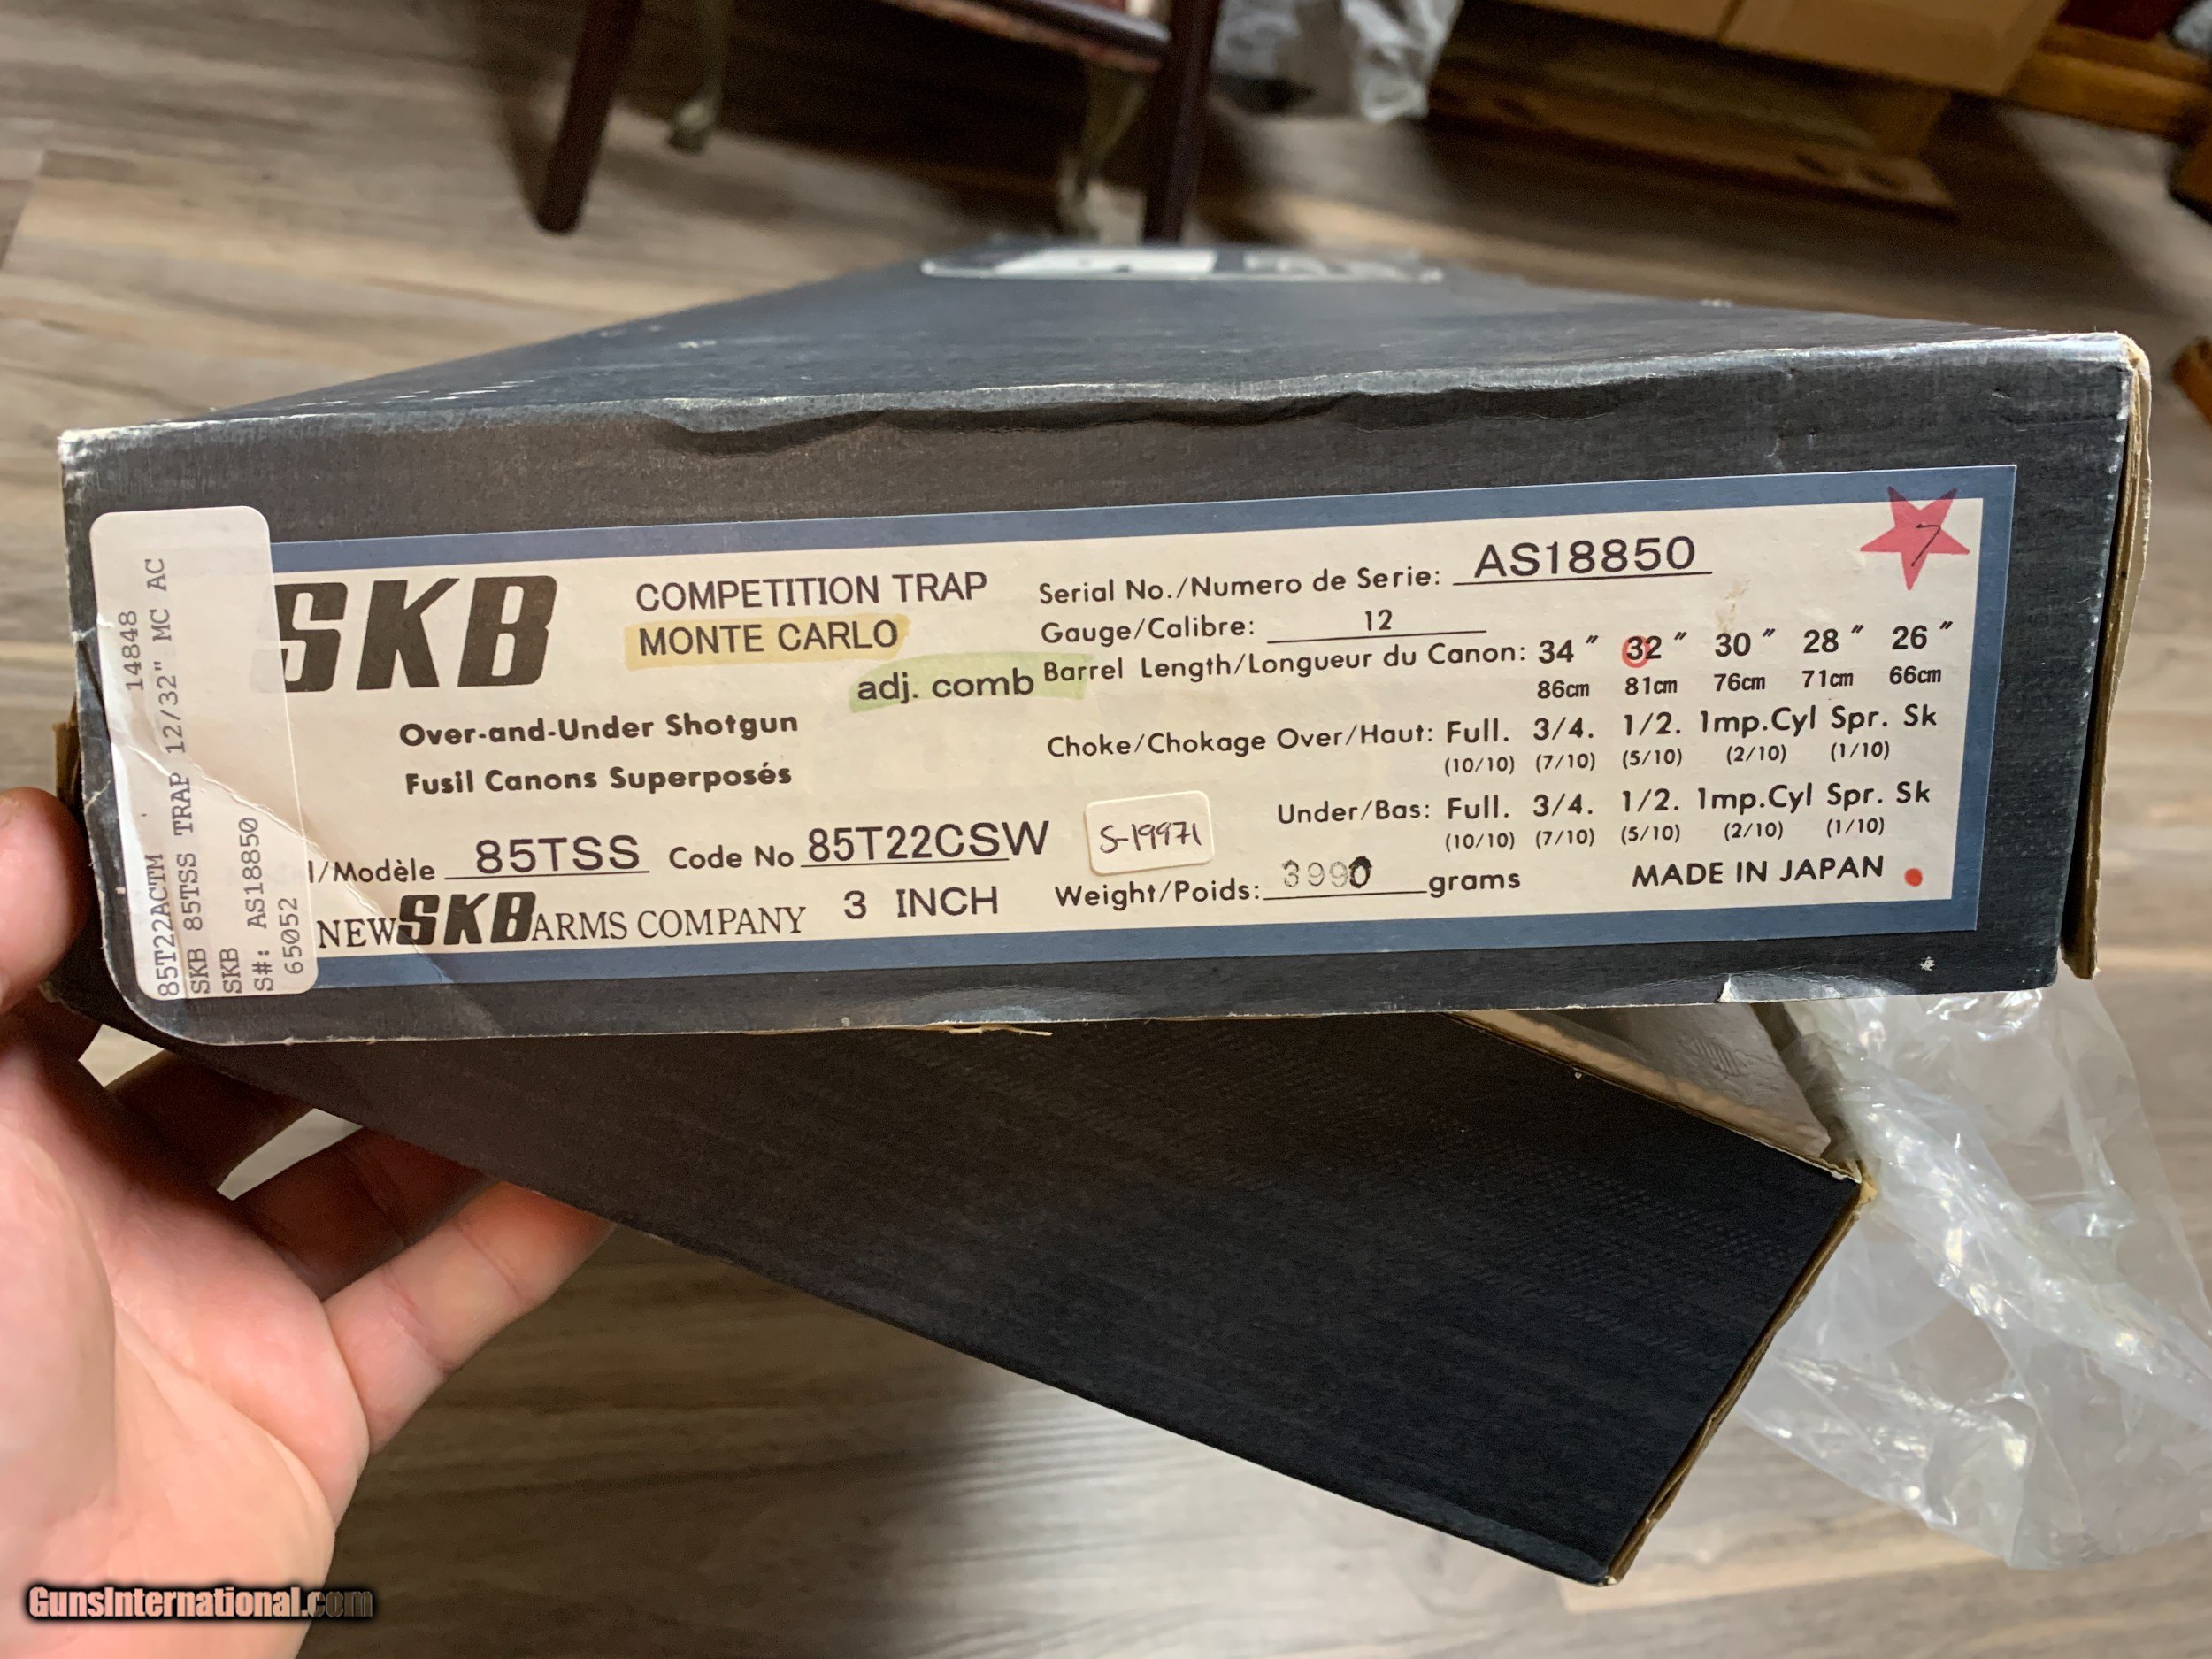 14848
85T22ACTM
SKB 85TSS TRAP 12/32" MC AC
SKB
S#: AS18850
65052
SKB
COMPETITION TRAP
MONTE CARLO
adj. comb
Over-and-Under Shotgun
Fusil Canons Superposés
l/Modèle 85TSS Code No 85T22CSW
NEW SKB ARMS COMPANY 3 INCH
S-19971
Serial No./Numero de Serie: AS18850
Gauge/Calibre: 12
Barrel Length/Longueur du Canon: 34" 32" 30" 28" 26"
86cm 81cm 76cm 71cm 66cm
Choke/Chokage Over/Haut: Full. 3/4. 1/2. 1mp.Cyl Spr. Sk
(10/10) (7/10) (5/10) (2/10) (1/10)
Under/Bas: Full. 3/4. 1/2. 1mp.Cyl Spr. Sk
(10/10) (7/10) (5/10) (2/10) (1/10)
Weight/Poids: 3990 grams
MADE IN JAPAN
7
GunsInternational.com